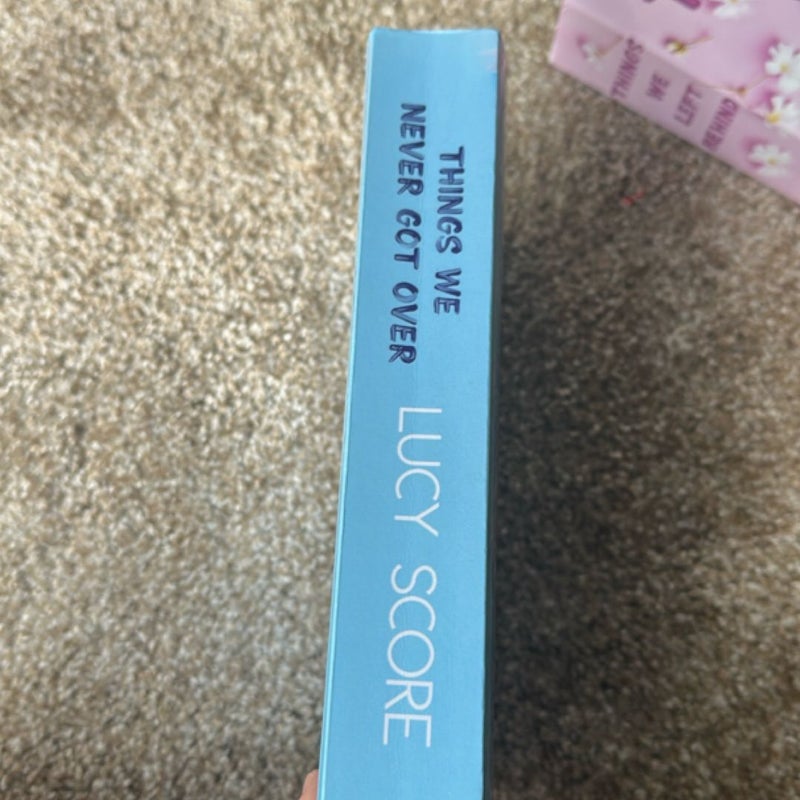 THINGS WE
NEVER GOT OVER
LUCY SCORE
THINGS
WE
LEFT
BEHIND